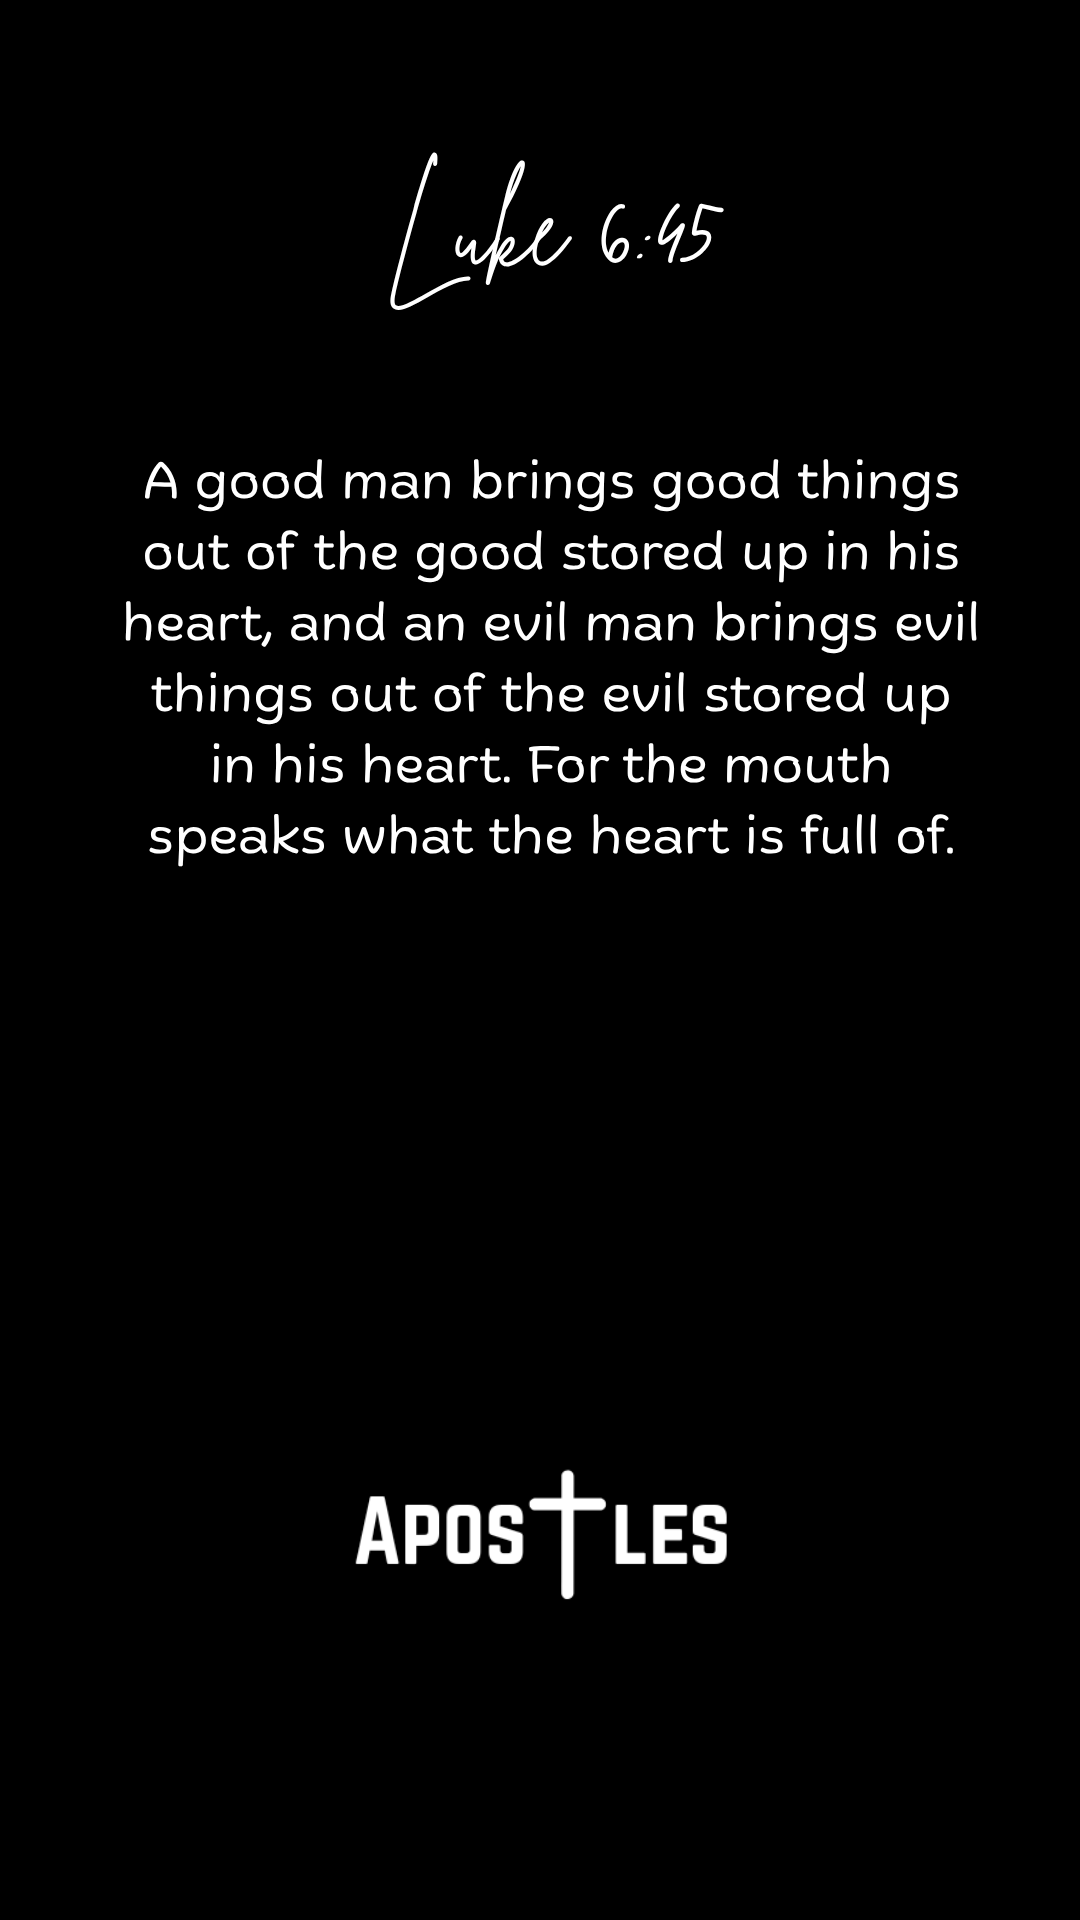 Luke 6:45
A good man brings good things
out of the good stored up in his
heart, and an evil man brings evil
things out of the evil stored up
in his heart. For the mouth
speaks what the heart is full of.
APOSTLES